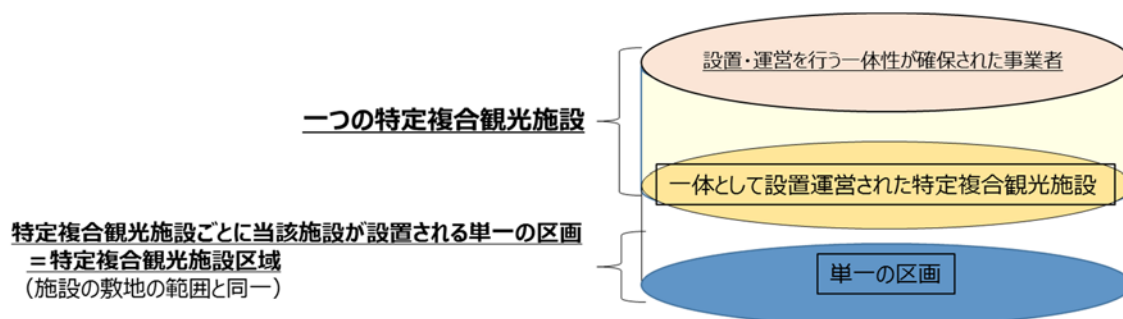 設置・運営を行う一体性が確保された事業者
一つの特定複合観光施設
一体として設置運営された特定複合観光施設
特定複合観光施設ごとに当該施設が設置される単一の区画
＝特定複合観光施設区域
（施設の敷地の範囲と同一）
単一の区画